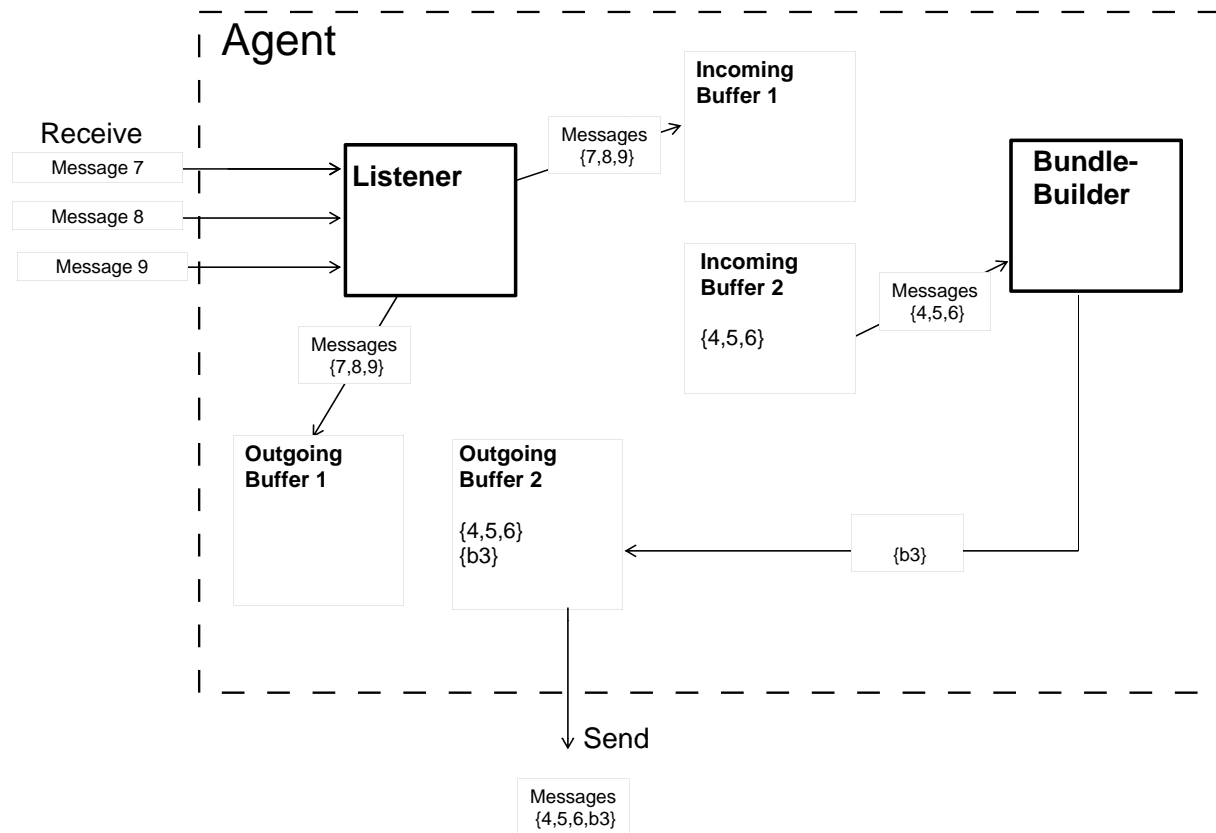 Agent
Receive
Message 7
Message 8
Message 9
Listener
Messages
{7,8,9}
Incoming
Buffer 1
Bundle-
Builder
Incoming
Buffer 2
{4,5,6}
Messages
{4,5,6}
Messages
{7,8,9}
Outgoing
Buffer 1
Outgoing
Buffer 2
{4,5,6}
{b3}
{b3}
Send
Messages
{4,5,6,b3}